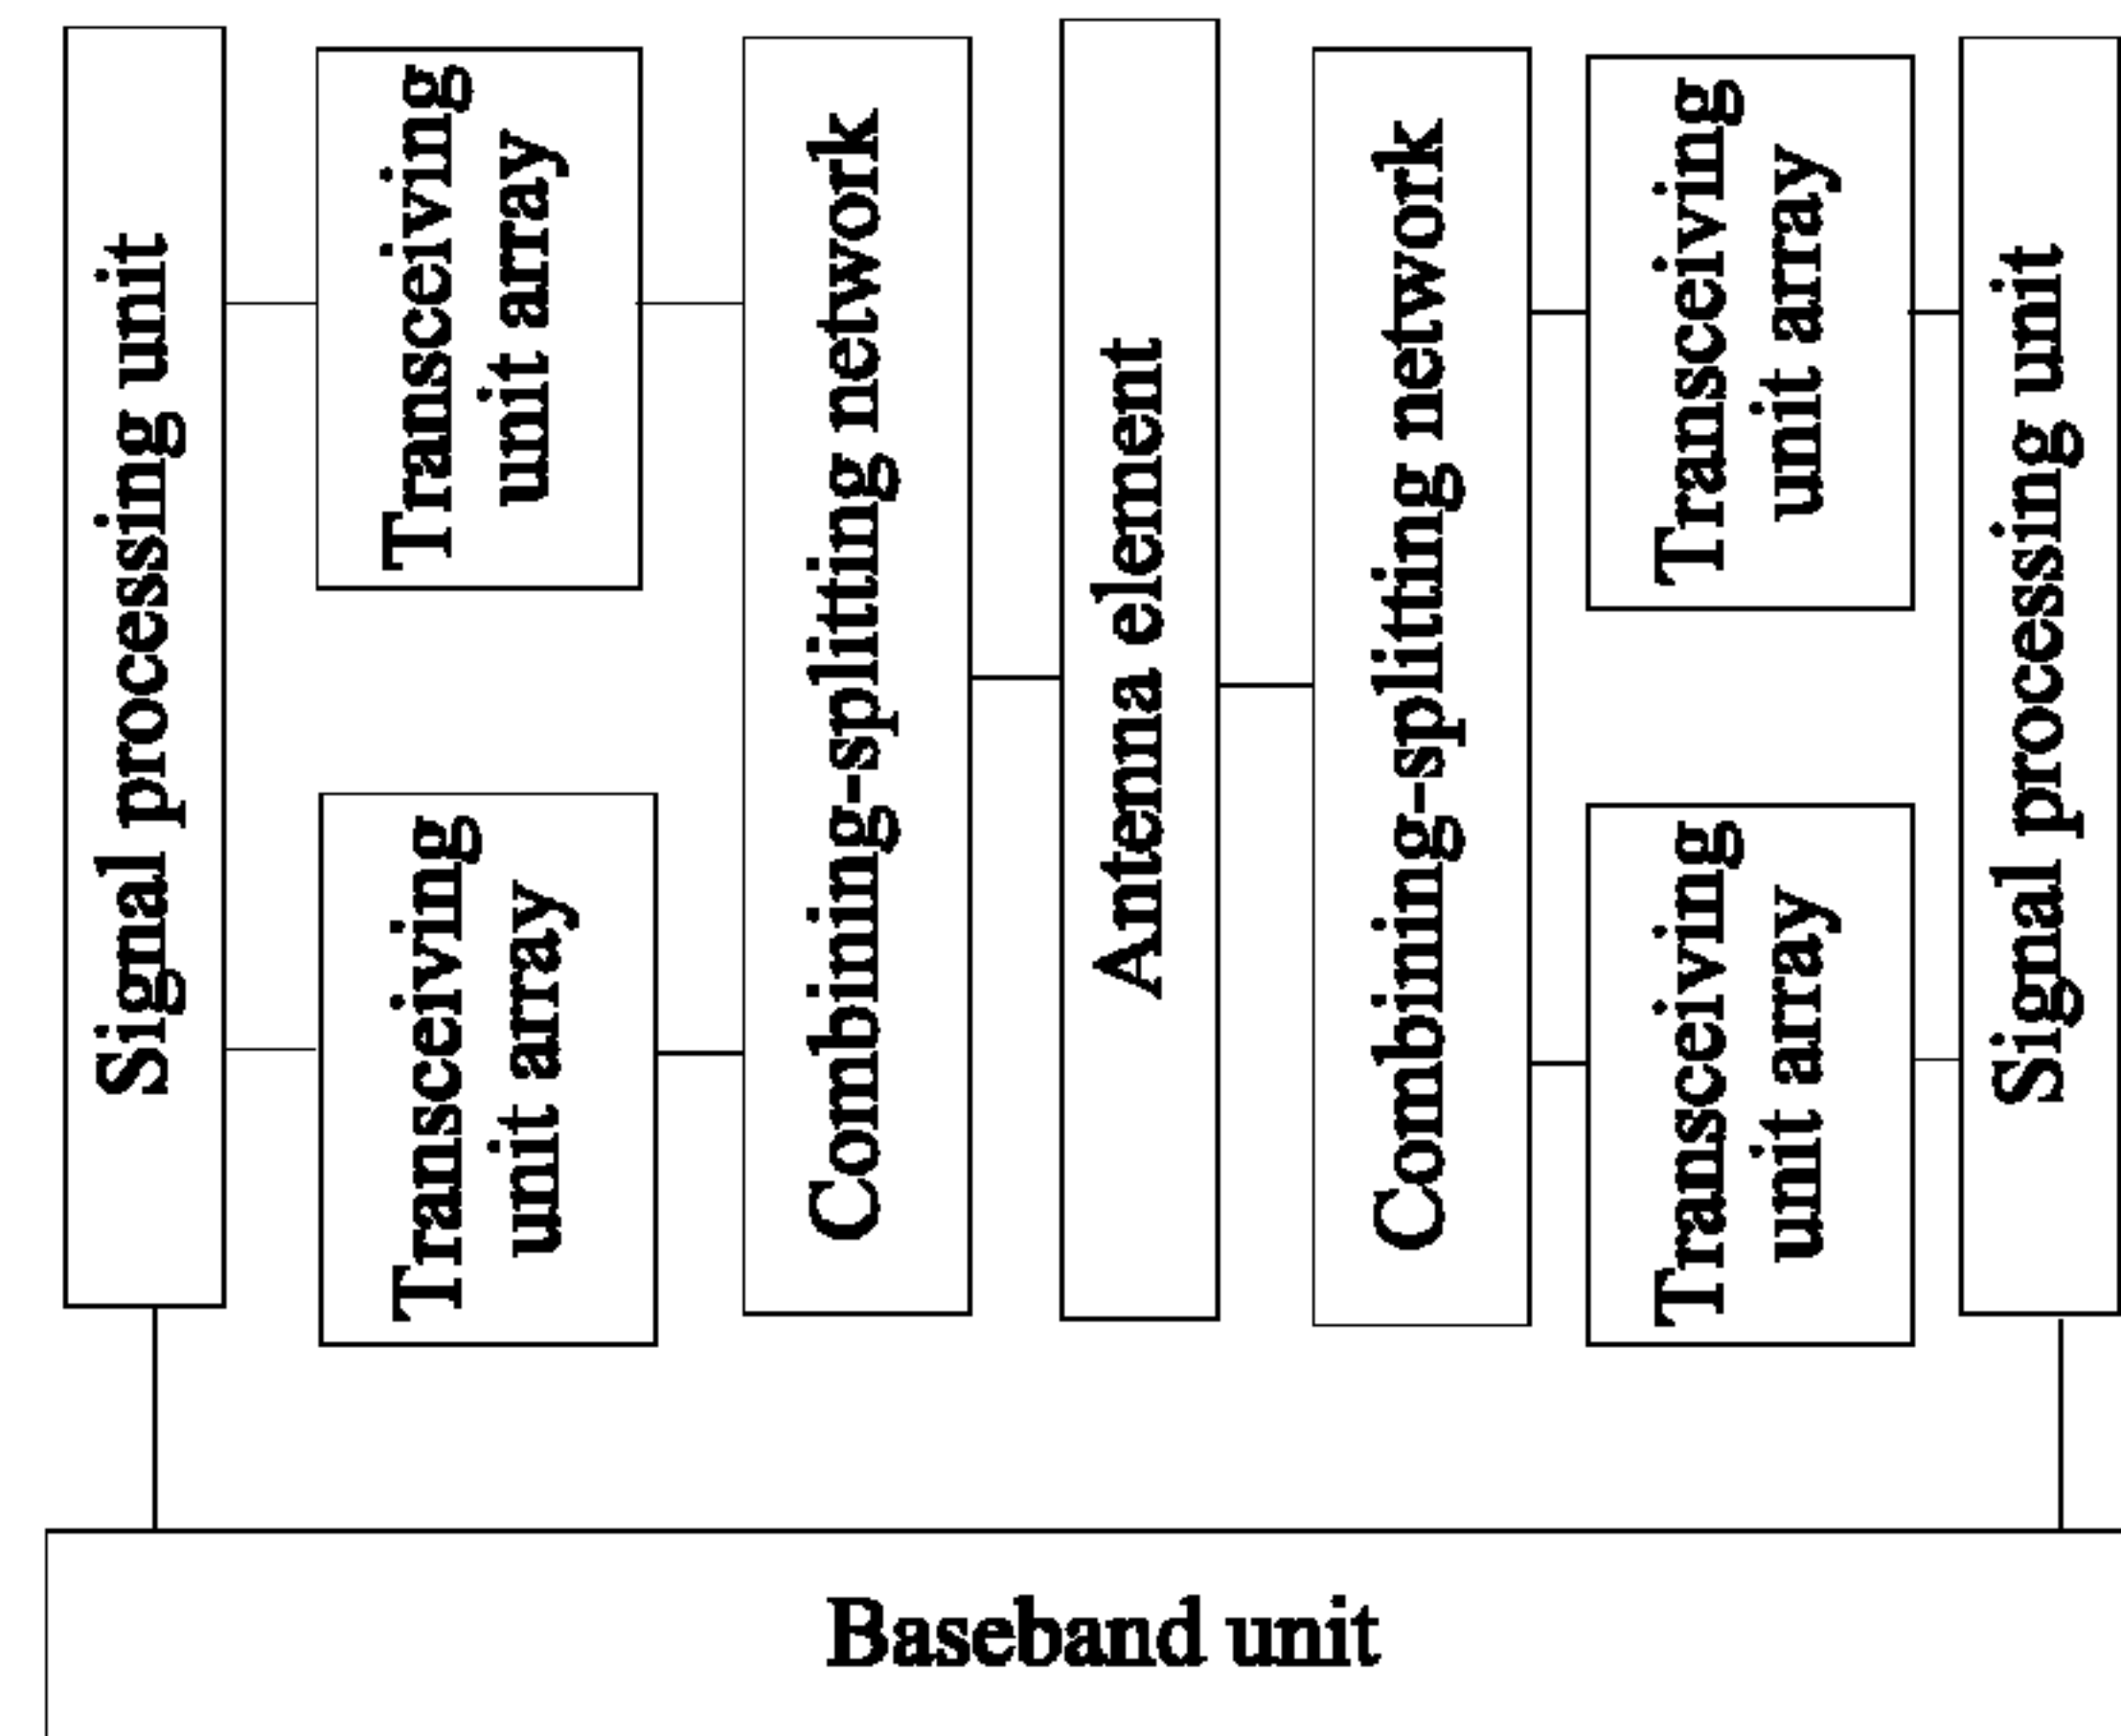 Signal processing unit
Transceiving
unit array
Transceiving
unit array
Combining-splitting network
Antenna element
Combining-splitting network
Transceiving
unit array
Transceiving
unit array
Signal processing unit
Baseband unit